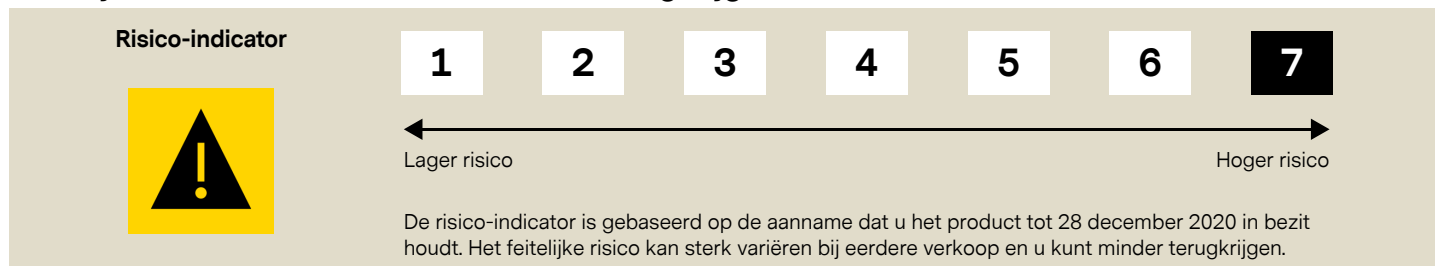 Risico-indicator
1 2 3 4 5 6 7
Lager risico Hoger risico
De risico-indicator is gebaseerd op de aanname dat u het product tot 28 december 2020 in bezit
houdt. Het feitelijke risico kan sterk variëren bij eerdere verkoop en u kunt minder terugkrijgen.